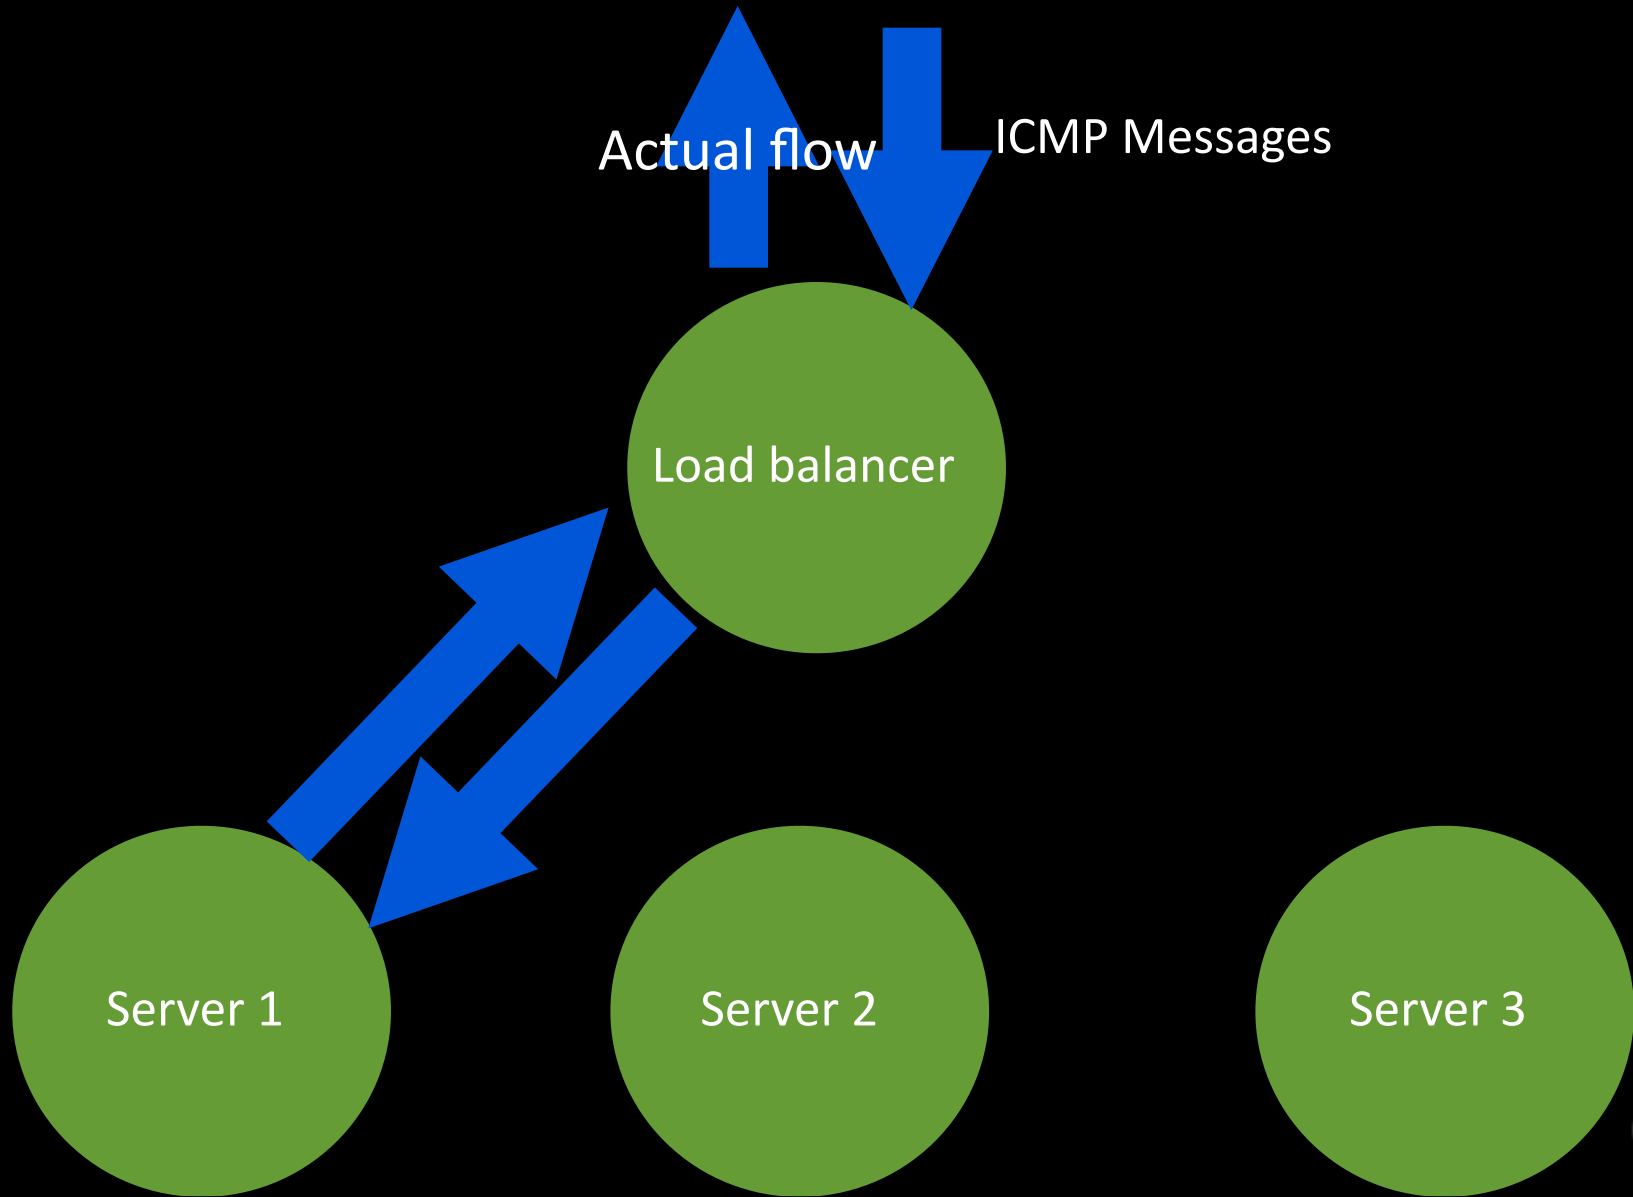 Actual flow
ICMP Messages
Load balancer
Server 1
Server 2
Server 3